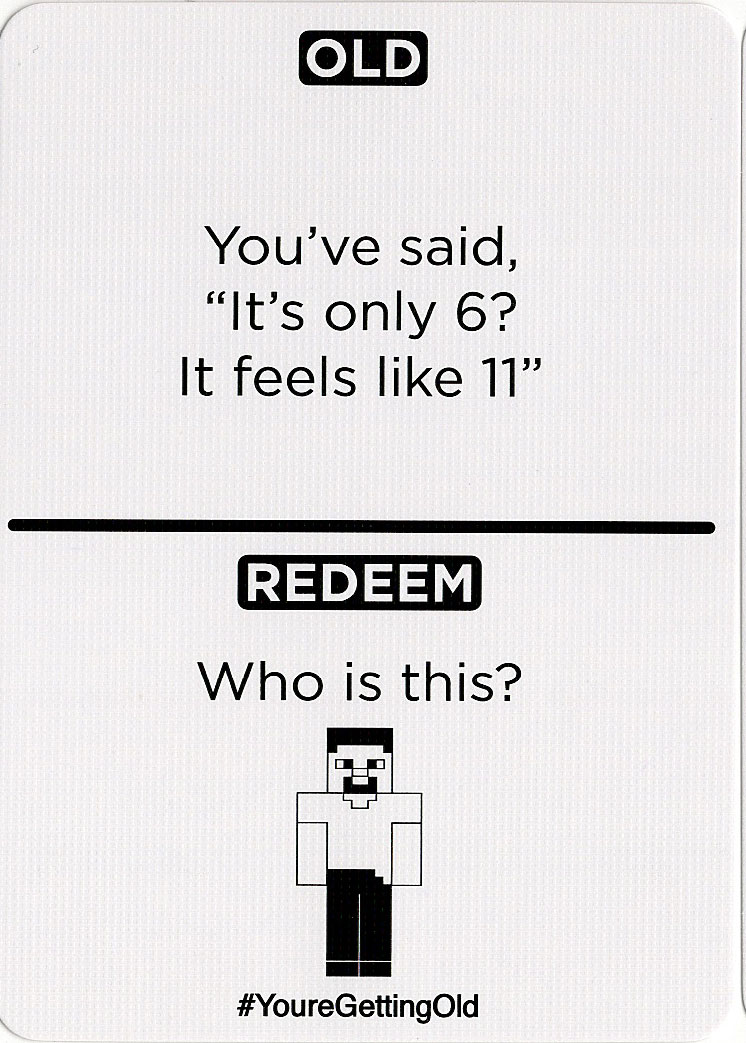 OLD
You’ve said,
“It’s only 6?
It feels like 11”
REDEEM
Who is this?
#YoureGettingOld